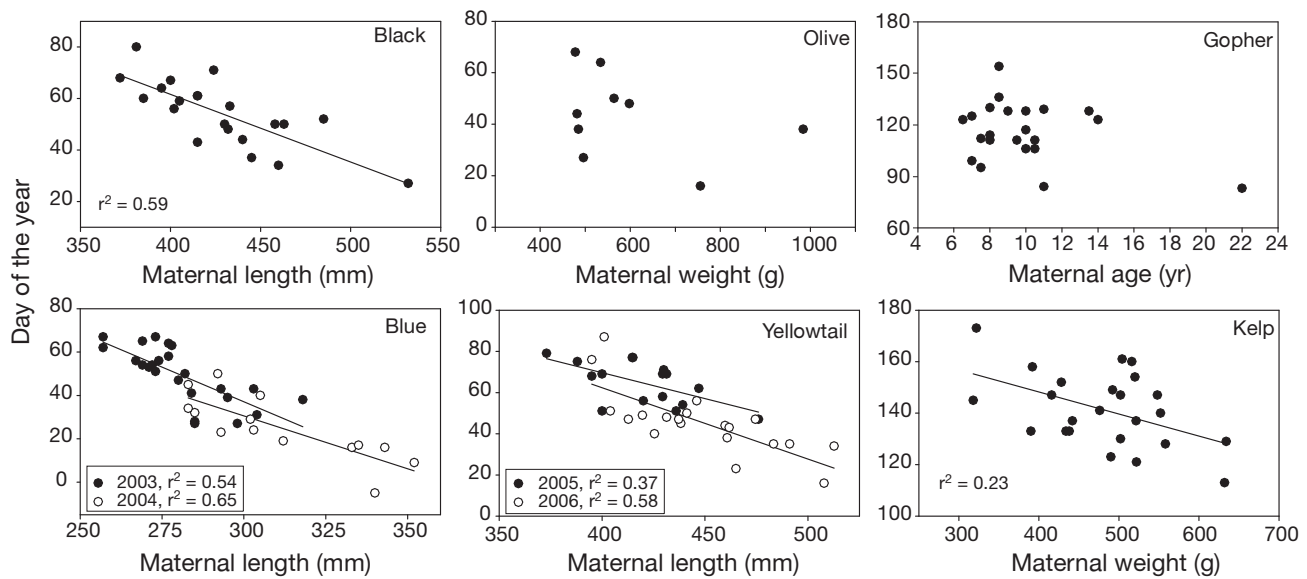 Day of the year
80
60
40
20
350 400 450 500 550
Black
r² = 0.59
Maternal length (mm)
80
60
40
20
0
400 600 800 1000
Olive
Maternal weight (g)
180
150
120
90
60
4 6 8 10 12 14 16 18 20 22 24
Gopher
Maternal age (yr)
80
60
40
20
0
250 275 300 325 350
Blue
2003, r² = 0.54
2004, r² = 0.65
Maternal length (mm)
100
80
60
40
20
0
400 450 500
Yellowtail
2005, r² = 0.37
2006, r² = 0.58
Maternal length (mm)
180
160
140
120
100
300 400 500 600 700
Kelp
r² = 0.23
Maternal weight (g)